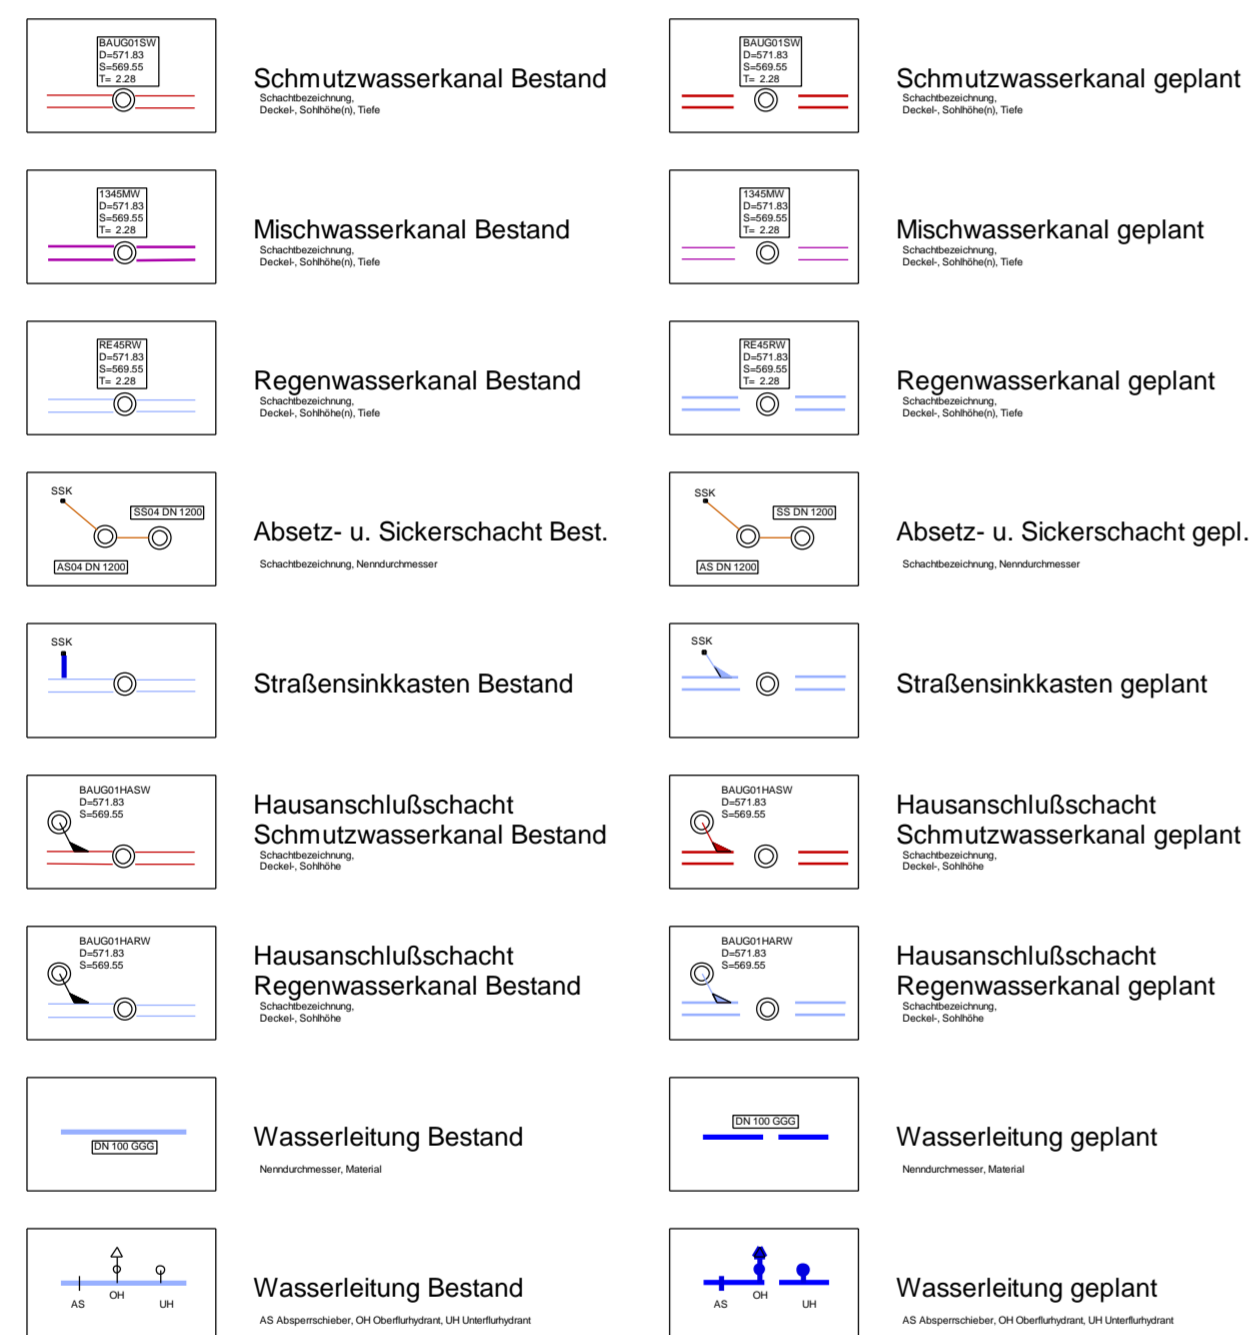 BAUG01SW
D=571.83
S=569.55
T= 2.28
Schmutzwasserkanal Bestand
Schachtbezeichnung,
Deckel-, Sohlhöhe(n), Tiefe
BAUG01SW
D=571.83
S=569.55
T= 2.28
Schmutzwasserkanal geplant
Schachtbezeichnung,
Deckel-, Sohlhöhe(n), Tiefe
1345MW
D=571.83
S=569.55
T= 2.28
Mischwasserkanal Bestand
Schachtbezeichnung,
Deckel-, Sohlhöhe(n), Tiefe
1345MW
D=571.83
S=569.55
T= 2.28
Mischwasserkanal geplant
Schachtbezeichnung,
Deckel-, Sohlhöhe(n), Tiefe
RE45RW
D=571.83
S=569.55
T= 2.28
Regenwasserkanal Bestand
Schachtbezeichnung,
Deckel-, Sohlhöhe(n), Tiefe
RE45RW
D=571.83
S=569.55
T= 2.28
Regenwasserkanal geplant
Schachtbezeichnung,
Deckel-, Sohlhöhe(n), Tiefe
SSK
SS04 DN 1200
AS04 DN 1200
Absetz- u. Sickerschacht Best.
Schachtbezeichnung, Nenndurchmesser
SSK
SS DN 1200
AS DN 1200
Absetz- u. Sickerschacht gepl.
Schachtbezeichnung, Nenndurchmesser
SSK
Straßensinkkasten Bestand
SSK
Straßensinkkasten geplant
BAUG01HASW
D=571.83
S=569.55
Hausanschlußschacht
Schmutzwasserkanal Bestand
Schachtbezeichnung,
Deckel-, Sohlhöhe
BAUG01HASW
D=571.83
S=569.55
Hausanschlußschacht
Schmutzwasserkanal geplant
Schachtbezeichnung,
Deckel-, Sohlhöhe
BAUG01HARW
D=571.83
S=569.55
Hausanschlußschacht
Regenwasserkanal Bestand
Schachtbezeichnung,
Deckel-, Sohlhöhe
BAUG01HARW
D=571.83
S=569.55
Hausanschlußschacht
Regenwasserkanal geplant
Schachtbezeichnung,
Deckel-, Sohlhöhe
DN 100 GGG
Wasserleitung Bestand
Nenndurchmesser, Material
DN 100 GGG
Wasserleitung geplant
Nenndurchmesser, Material
AS OH UH
Wasserleitung Bestand
AS Absperrschieber, OH Oberflurhydrant, UH Unterflurhydrant
AS OH UH
Wasserleitung geplant
AS Absperrschieber, OH Oberflurhydrant, UH Unterflurhydrant